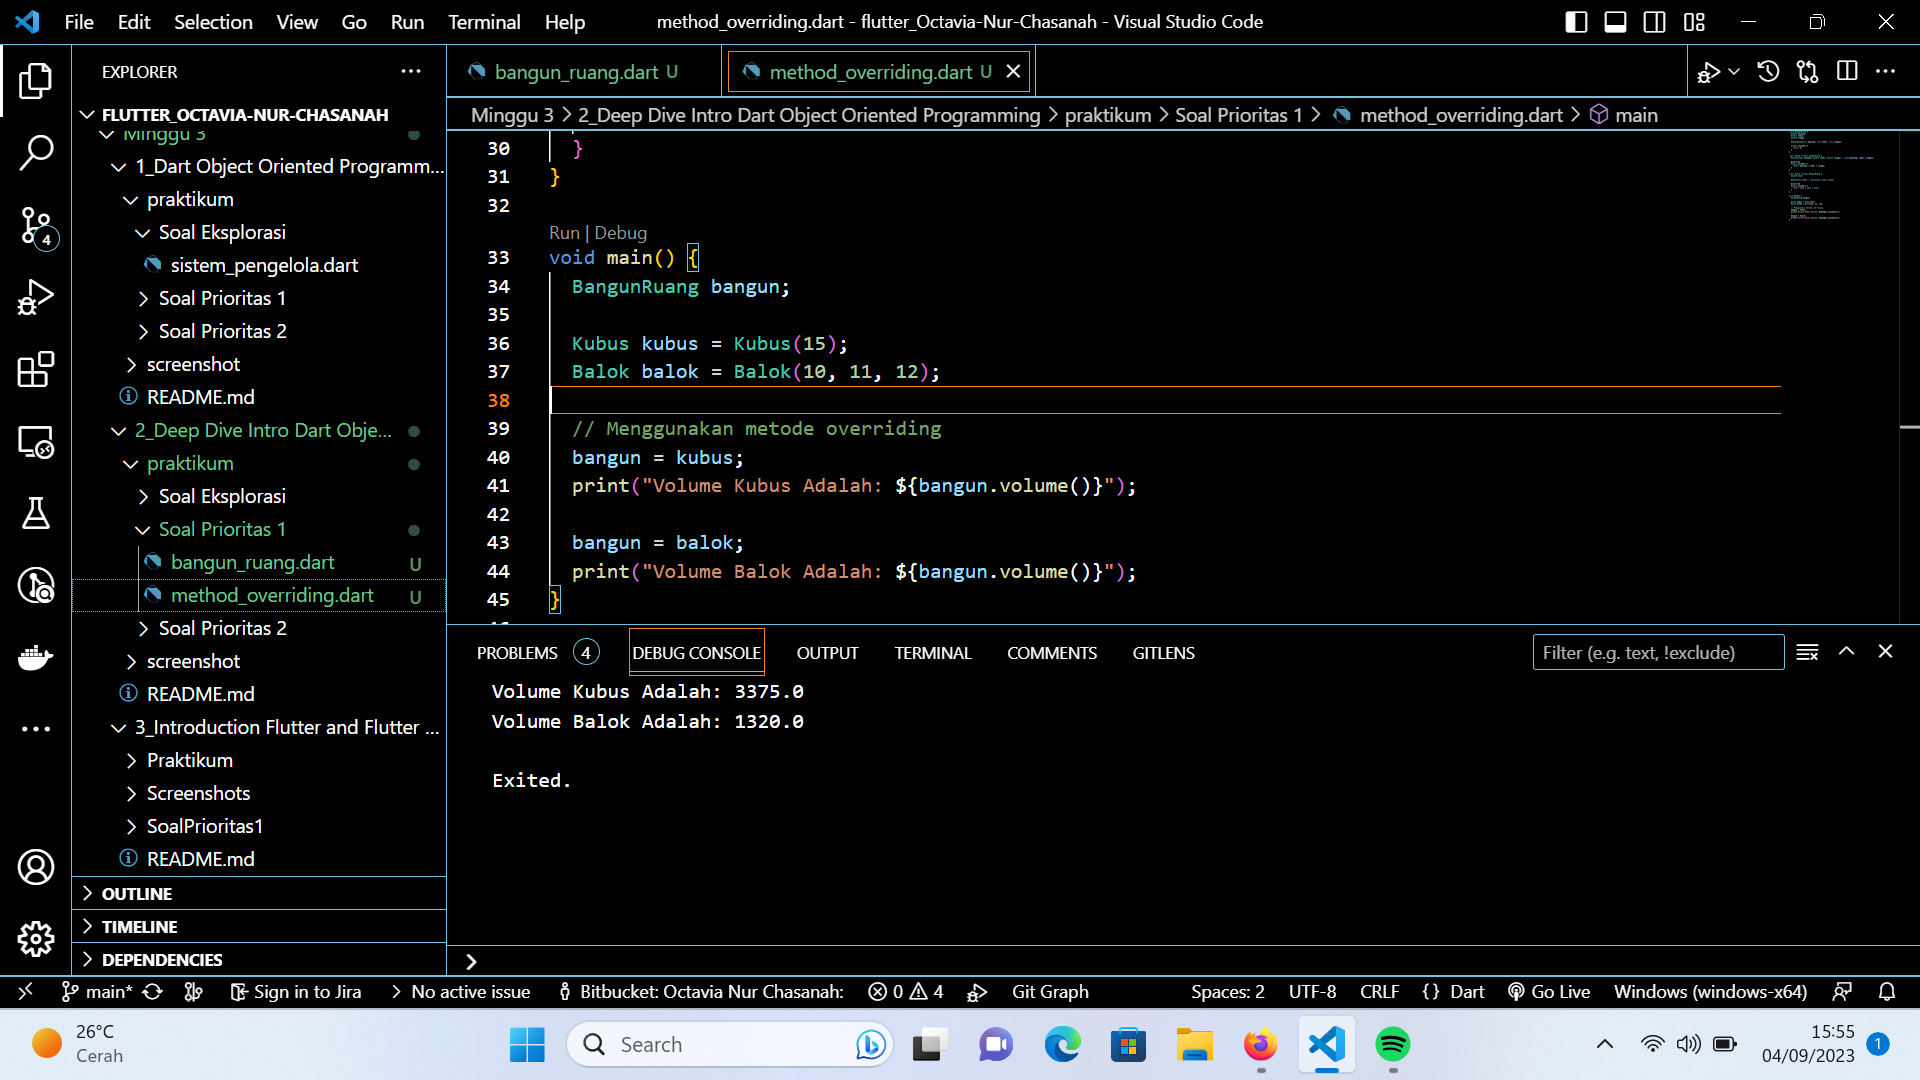 File Edit Selection View Go Run Terminal Help
method_overriding.dart - flutter_Octavia-Nur-Chasanah - Visual Studio Code
EXPLORER
FLUTTER_OCTAVIA-NUR-CHASANAH
Minggu 3
1_Dart Object Oriented Programm...
praktikum
Soal Eksplorasi
sistem_pengelola.dart
Soal Prioritas 1
Soal Prioritas 2
screenshot
README.md
2_Deep Dive Intro Dart Obje...
praktikum
Soal Eksplorasi
Soal Prioritas 1
bangun_ruang.dart U
method_overriding.dart U
Soal Prioritas 2
screenshot
README.md
3_Introduction Flutter and Flutter ...
Praktikum
Screenshots
SoalPrioritas1
README.md
OUTLINE
TIMELINE
DEPENDENCIES
4
bangun_ruang.dart U
method_overriding.dart U
Minggu 3 > 2_Deep Dive Intro Dart Object Oriented Programming > praktikum > Soal Prioritas 1 > method_overriding.dart > main
30 }
31 }
32
Run | Debug
33 void main() {
34 BangunRuang bangun;
35
36 Kubus kubus = Kubus(15);
37 Balok balok = Balok(10, 11, 12);
38
39 // Menggunakan metode overriding
40 bangun = kubus;
41 print("Volume Kubus Adalah: ${bangun.volume()}");
42
43 bangun = balok;
44 print("Volume Balok Adalah: ${bangun.volume()}");
45 }
PROBLEMS 4 DEBUG CONSOLE OUTPUT TERMINAL COMMENTS GITLENS
Filter (e.g. text, !exclude)
Volume Kubus Adalah: 3375.0
Volume Balok Adalah: 1320.0
Exited.
main* Sign in to Jira No active issue Bitbucket: Octavia Nur Chasanah: 0 4 Git Graph Spaces: 2 UTF-8 CRLF {} Dart Go Live Windows (windows-x64)
26°C
Cerah
Search
15:55
04/09/2023
1